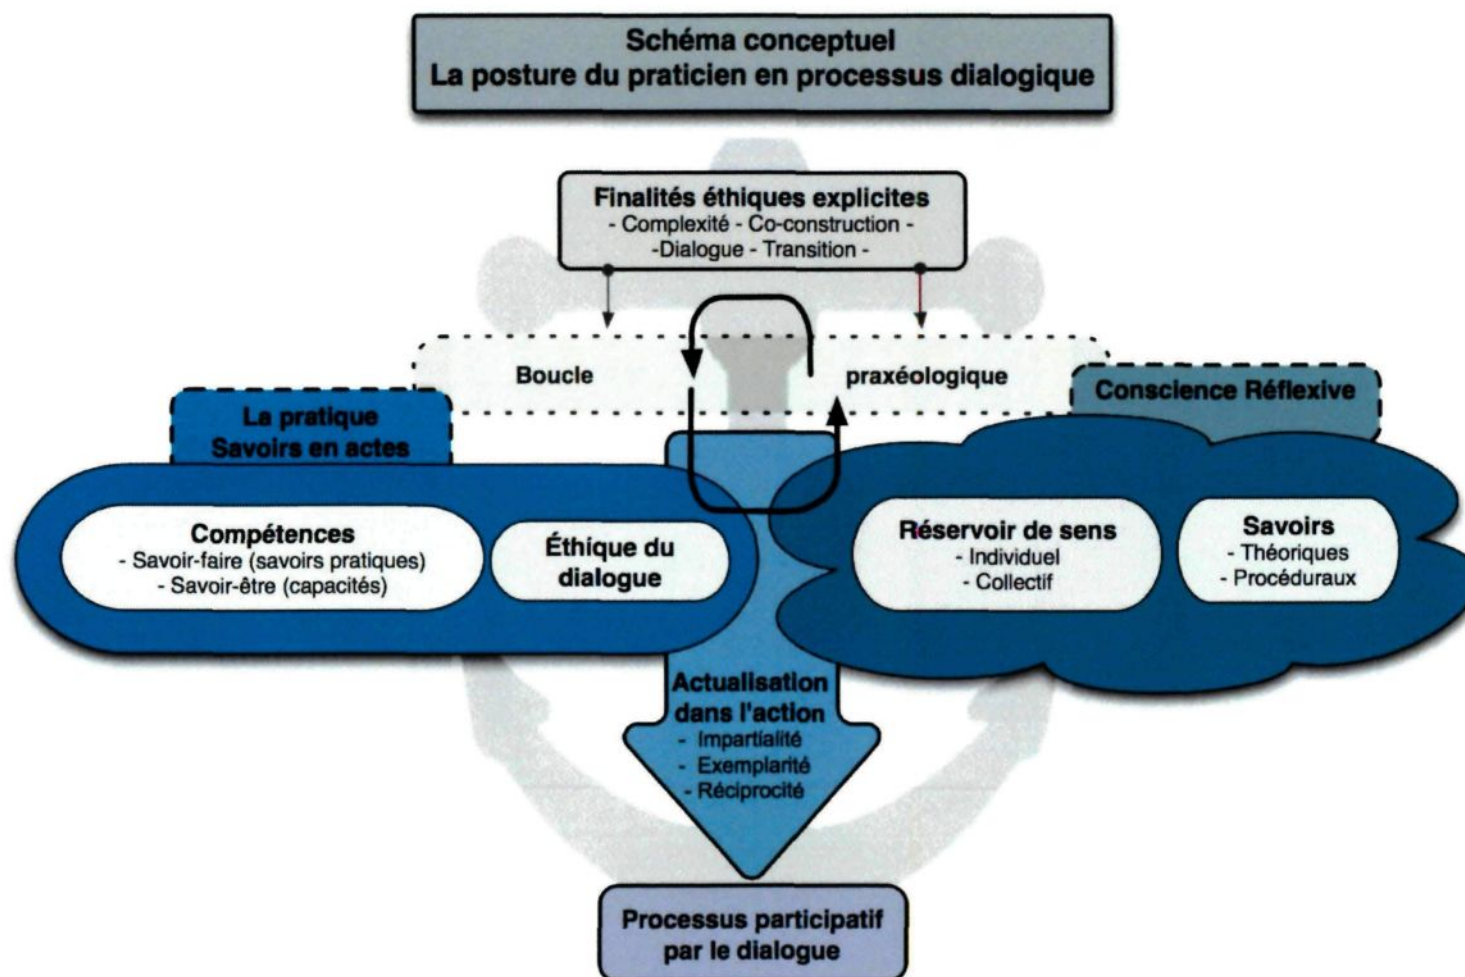 Schéma conceptuel
La posture du praticien en processus dialogique
Finalités éthiques explicites
- Complexité - Co-construction -
-Dialogue - Transition -
Boucle
praxéologique
La pratique
Savoirs en actes
Conscience Réflexive
Compétences
- Savoir-faire (savoirs pratiques)
- Savoir-être (capacités)
Éthique du
dialogue
Réservoir de sens
- Individuel
- Collectif
Savoirs
- Théoriques
- Procéduraux
Actualisation
dans l'action
- Impartialité
- Exemplarité
- Réciprocité
Processus participatif
par le dialogue